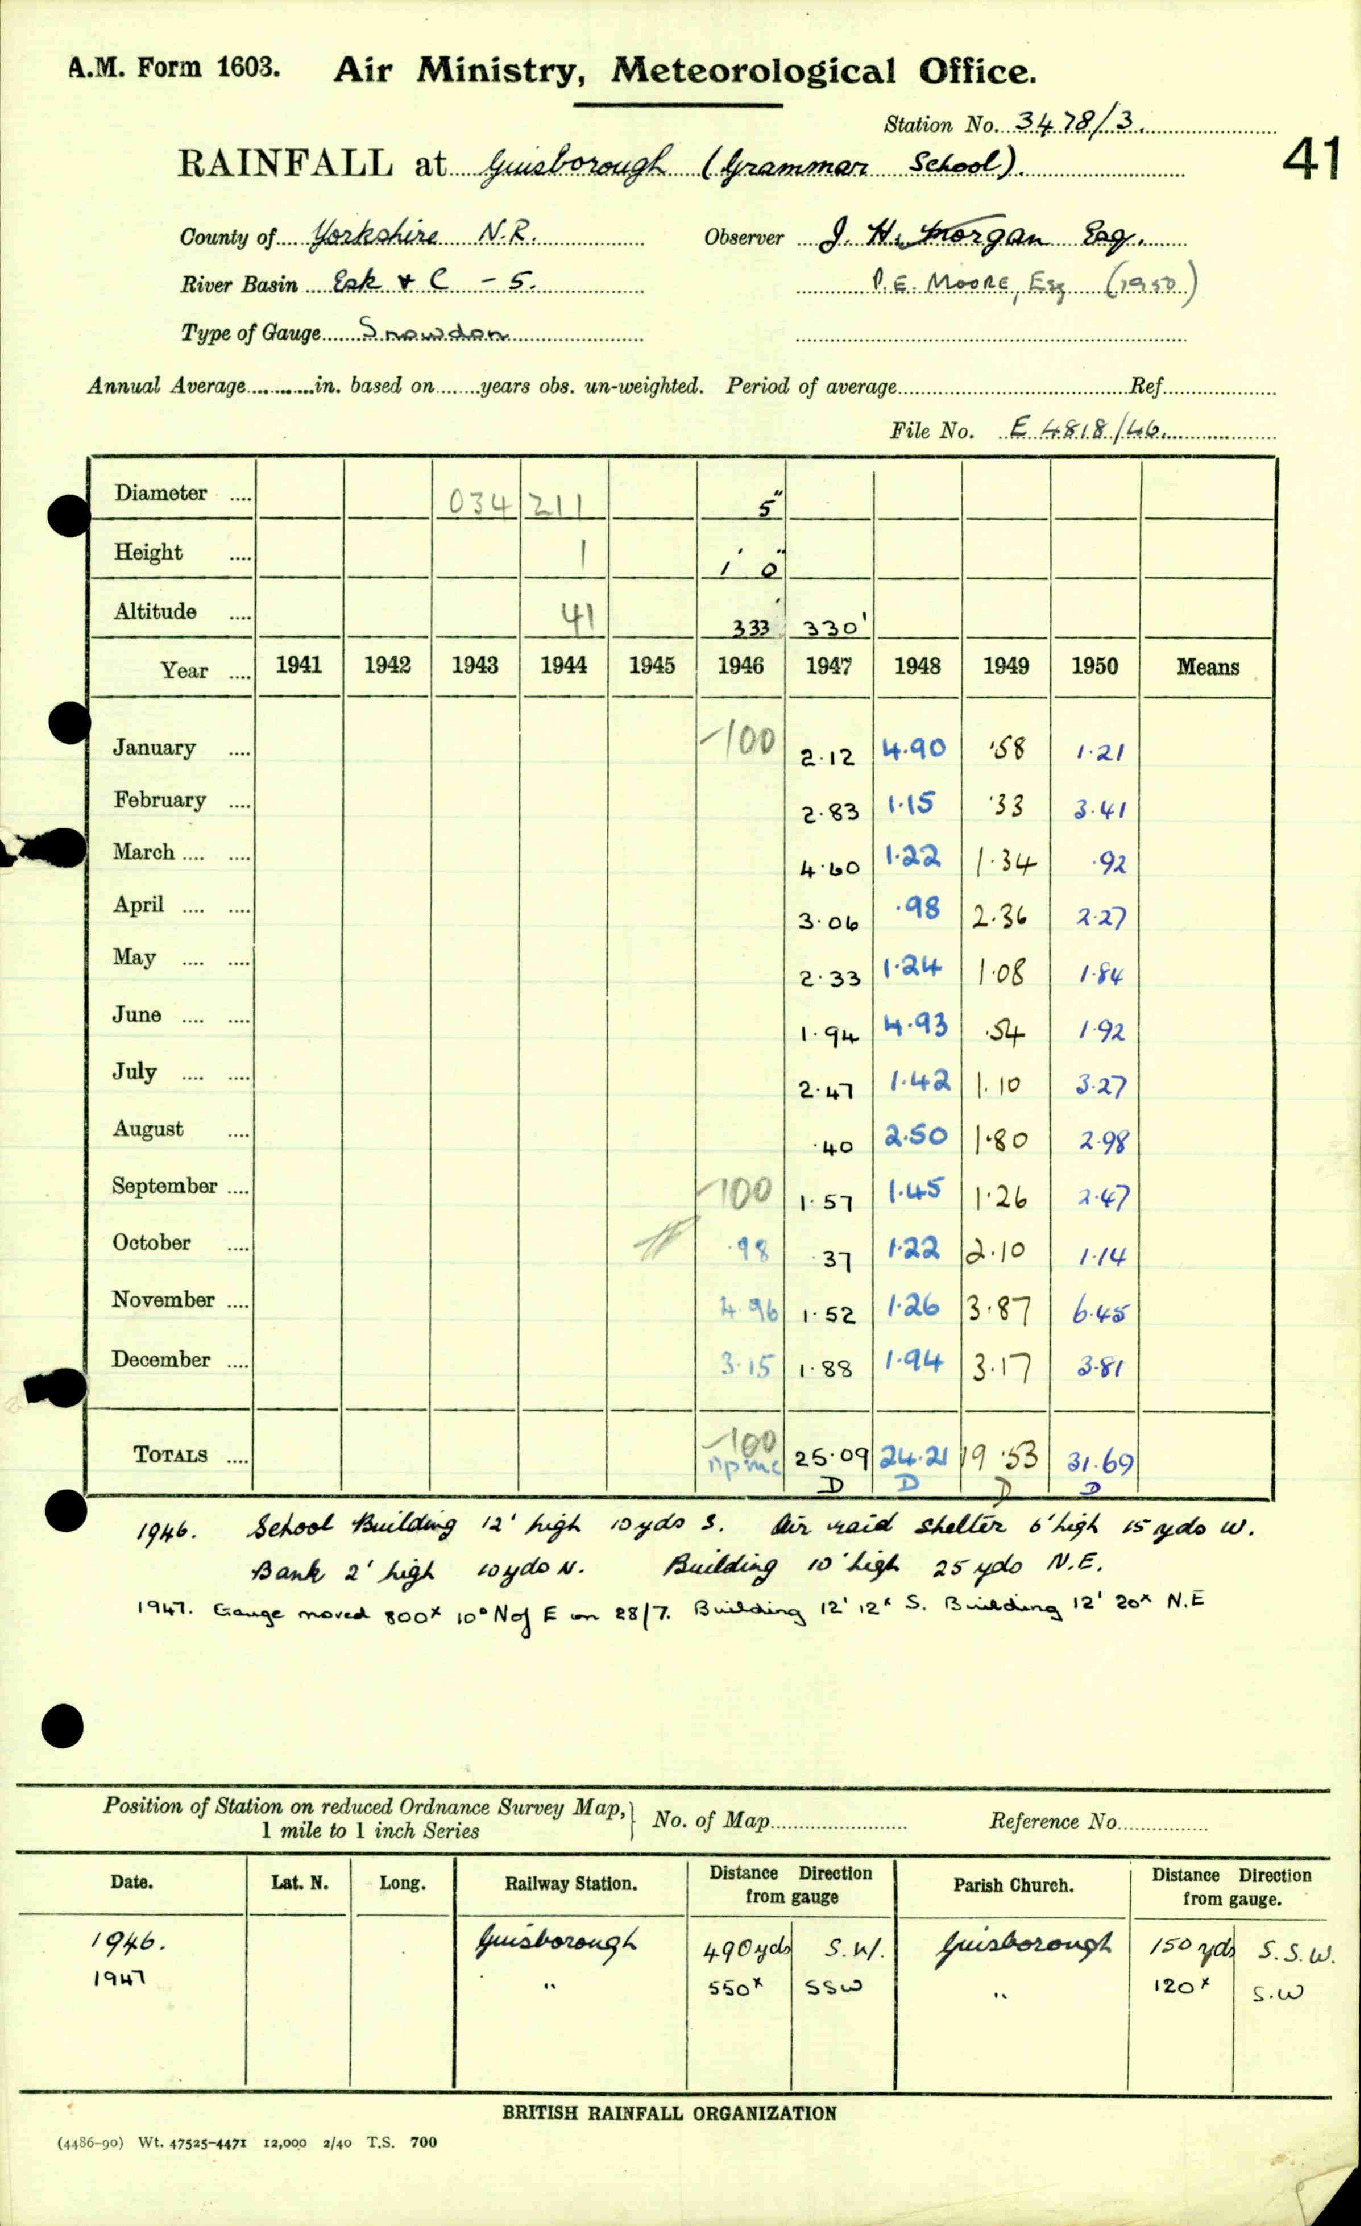 A.M. Form 1603. Air Ministry, Meteorological Office.
Station No. 3478/3.
41
RAINFALL at Guisborough (Grammar School).
County of Yorkshire N.R. Observer J. H. Morgan Esq.
River Basin Esk & C - 5. P.E. MOORE, Esq (1950)
Type of Gauge Snowdon
Annual Average in. based on years obs. un-weighted. Period of average Ref
File No. E 4818/46.
Diameter 034 211 5"
Height 1 1' 0"
Altitude 41 333' 330'
Year 1941 1942 1943 1944 1945 1946 1947 1948 1949 1950 Means
January -100 2.12 4.90 .58 1.21
February 2.83 1.15 .33 3.41
March 4.60 1.22 1.34 .92
April 3.06 .98 2.36 2.27
May 2.33 1.24 1.08 1.84
June 1.94 4.93 .54 1.92
July 2.47 1.42 1.10 3.27
August .40 2.50 1.80 2.98
September -100 1.57 1.45 1.26 2.47
October .98 .37 1.22 2.10 1.14
November 4.96 1.52 1.26 3.87 6.45
December 3.15 1.88 1.94 3.17 3.81
TOTALS -100 25.09 24.21 19.53 31.69
D D D D
1946. School Building 12' high 10 yds S. Air raid shelter 6' high 15 yds W.
Bank 2' high 10 yds N. Building 10' high 25 yds N.E.
1947. Gauge moved 800x 10° N of E on 28/7. Building 12' 12x S. Building 12' 20x N.E
Position of Station on reduced Ordnance Survey Map,
1 mile to 1 inch Series
No. of Map Reference No.
Date. Lat. N. Long. Railway Station. Distance Direction from gauge Parish Church. Distance Direction from gauge.
1946. Guisborough 490 yds S.W. Guisborough 150 yds S.S.W.
1947 " 550x SSW " 120x S.W
BRITISH RAINFALL ORGANIZATION
(4486-90) Wt. 47525-4471 12,000 2/40 T.S. 700